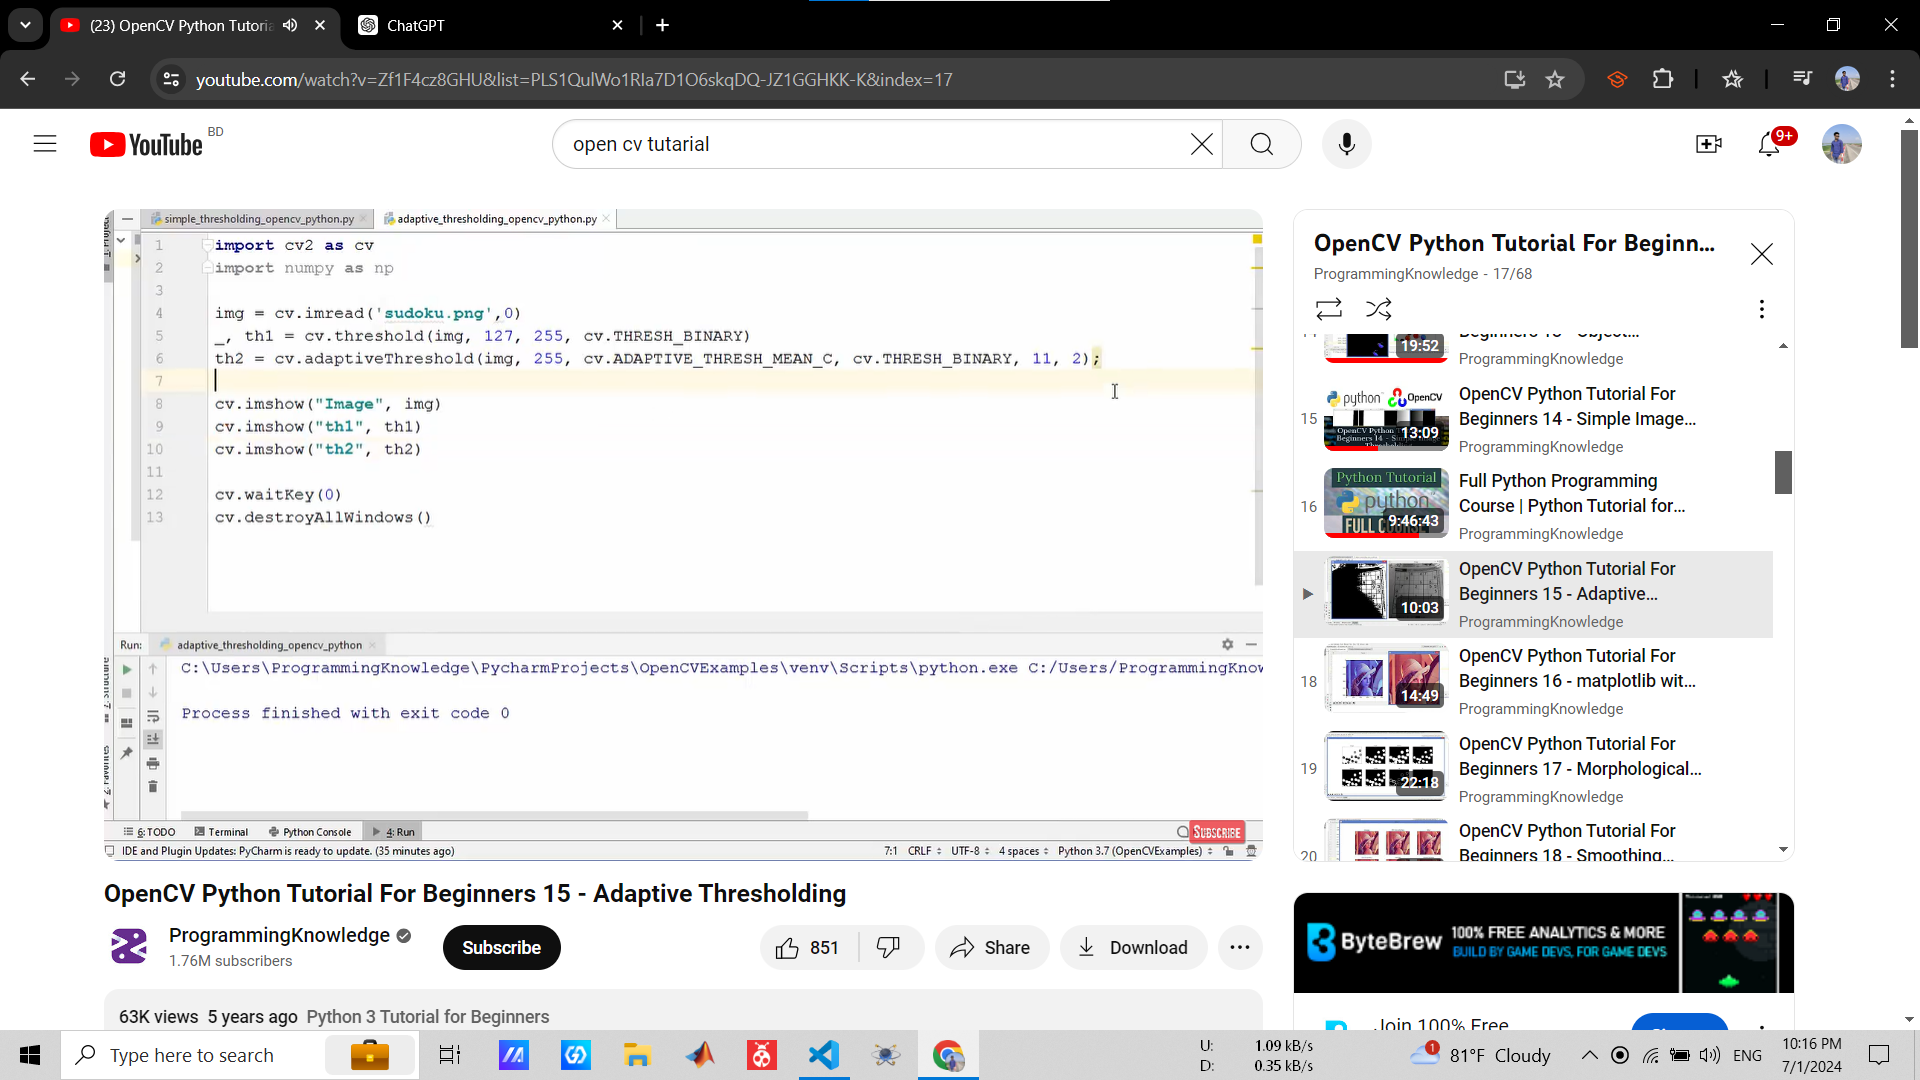 (23) OpenCV Python Tutoria
ChatGPT
youtube.com/watch?v=Zf1F4cz8GHU&list=PLS1QulWo1RIa7D1O6skqDQ-JZ1GGHKK-K&index=17
YouTube BD
open cv tutarial
9+
simple_thresholding_opencv_python.py
adaptive_thresholding_opencv_python.py
1 import cv2 as cv
2 import numpy as np
3
4 img = cv.imread('sudoku.png',0)
5 _, th1 = cv.threshold(img, 127, 255, cv.THRESH_BINARY)
6 th2 = cv.adaptiveThreshold(img, 255, cv.ADAPTIVE_THRESH_MEAN_C, cv.THRESH_BINARY, 11, 2);
7
8 cv.imshow("Image", img)
9 cv.imshow("th1", th1)
10 cv.imshow("th2", th2)
11
12 cv.waitKey(0)
13 cv.destroyAllWindows()
Run: adaptive_thresholding_opencv_python
C:\Users\ProgrammingKnowledge\PycharmProjects\OpenCVExamples\venv\Scripts\python.exe C:/Users/ProgrammingKnow
Process finished with exit code 0
6: TODO Terminal Python Console 4: Run
SUBSCRIBE
IDE and Plugin Updates: PyCharm is ready to update. (35 minutes ago)
7:1 CRLF UTF-8 4 spaces Python 3.7 (OpenCVExamples)
OpenCV Python Tutorial For Beginners 15 - Adaptive Thresholding
ProgrammingKnowledge
1.76M subscribers
Subscribe
851
Share
Download
63K views 5 years ago Python 3 Tutorial for Beginners
OpenCV Python Tutorial For Beginn...
ProgrammingKnowledge - 17/68
19:52
ProgrammingKnowledge
15
python OpenCV
13:09
OpenCV Python Tutorial For
Beginners 14 - Simple Image...
ProgrammingKnowledge
16
Python Tutorial
python
FULL COURSE
9:46:43
Full Python Programming
Course | Python Tutorial for...
ProgrammingKnowledge
10:03
OpenCV Python Tutorial For
Beginners 15 - Adaptive...
ProgrammingKnowledge
18
14:49
OpenCV Python Tutorial For
Beginners 16 - matplotlib wit...
ProgrammingKnowledge
19
22:18
OpenCV Python Tutorial For
Beginners 17 - Morphological...
ProgrammingKnowledge
20
OpenCV Python Tutorial For
Beginners 18 - Smoothing...
ByteBrew
100% FREE ANALYTICS & MORE
BUILD BY GAME DEVS, FOR GAME DEVS
Join 100% Free
Type here to search
U: 1.09 kB/s
D: 0.35 kB/s
1
81°F Cloudy
ENG
10:16 PM
7/1/2024